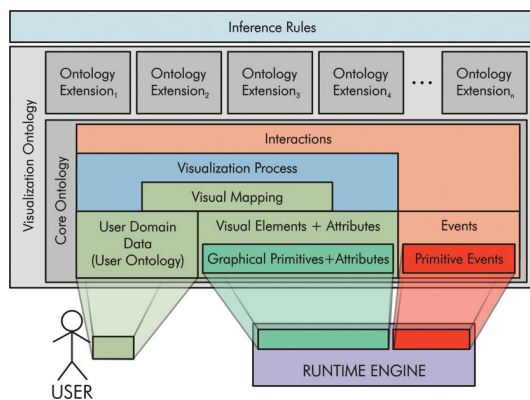 Inference Rules
Visualization Ontology
Ontology
Extension1
Ontology
Extension2
Ontology
Extension3
Ontology
Extension4
...
Ontology
Extensionn
Core Ontology
Interactions
Visualization Process
Visual Mapping
User Domain
Data
(User Ontology)
Visual Elements + Attributes
Graphical Primitives+Attributes
Events
Primitive Events
USER
RUNTIME ENGINE